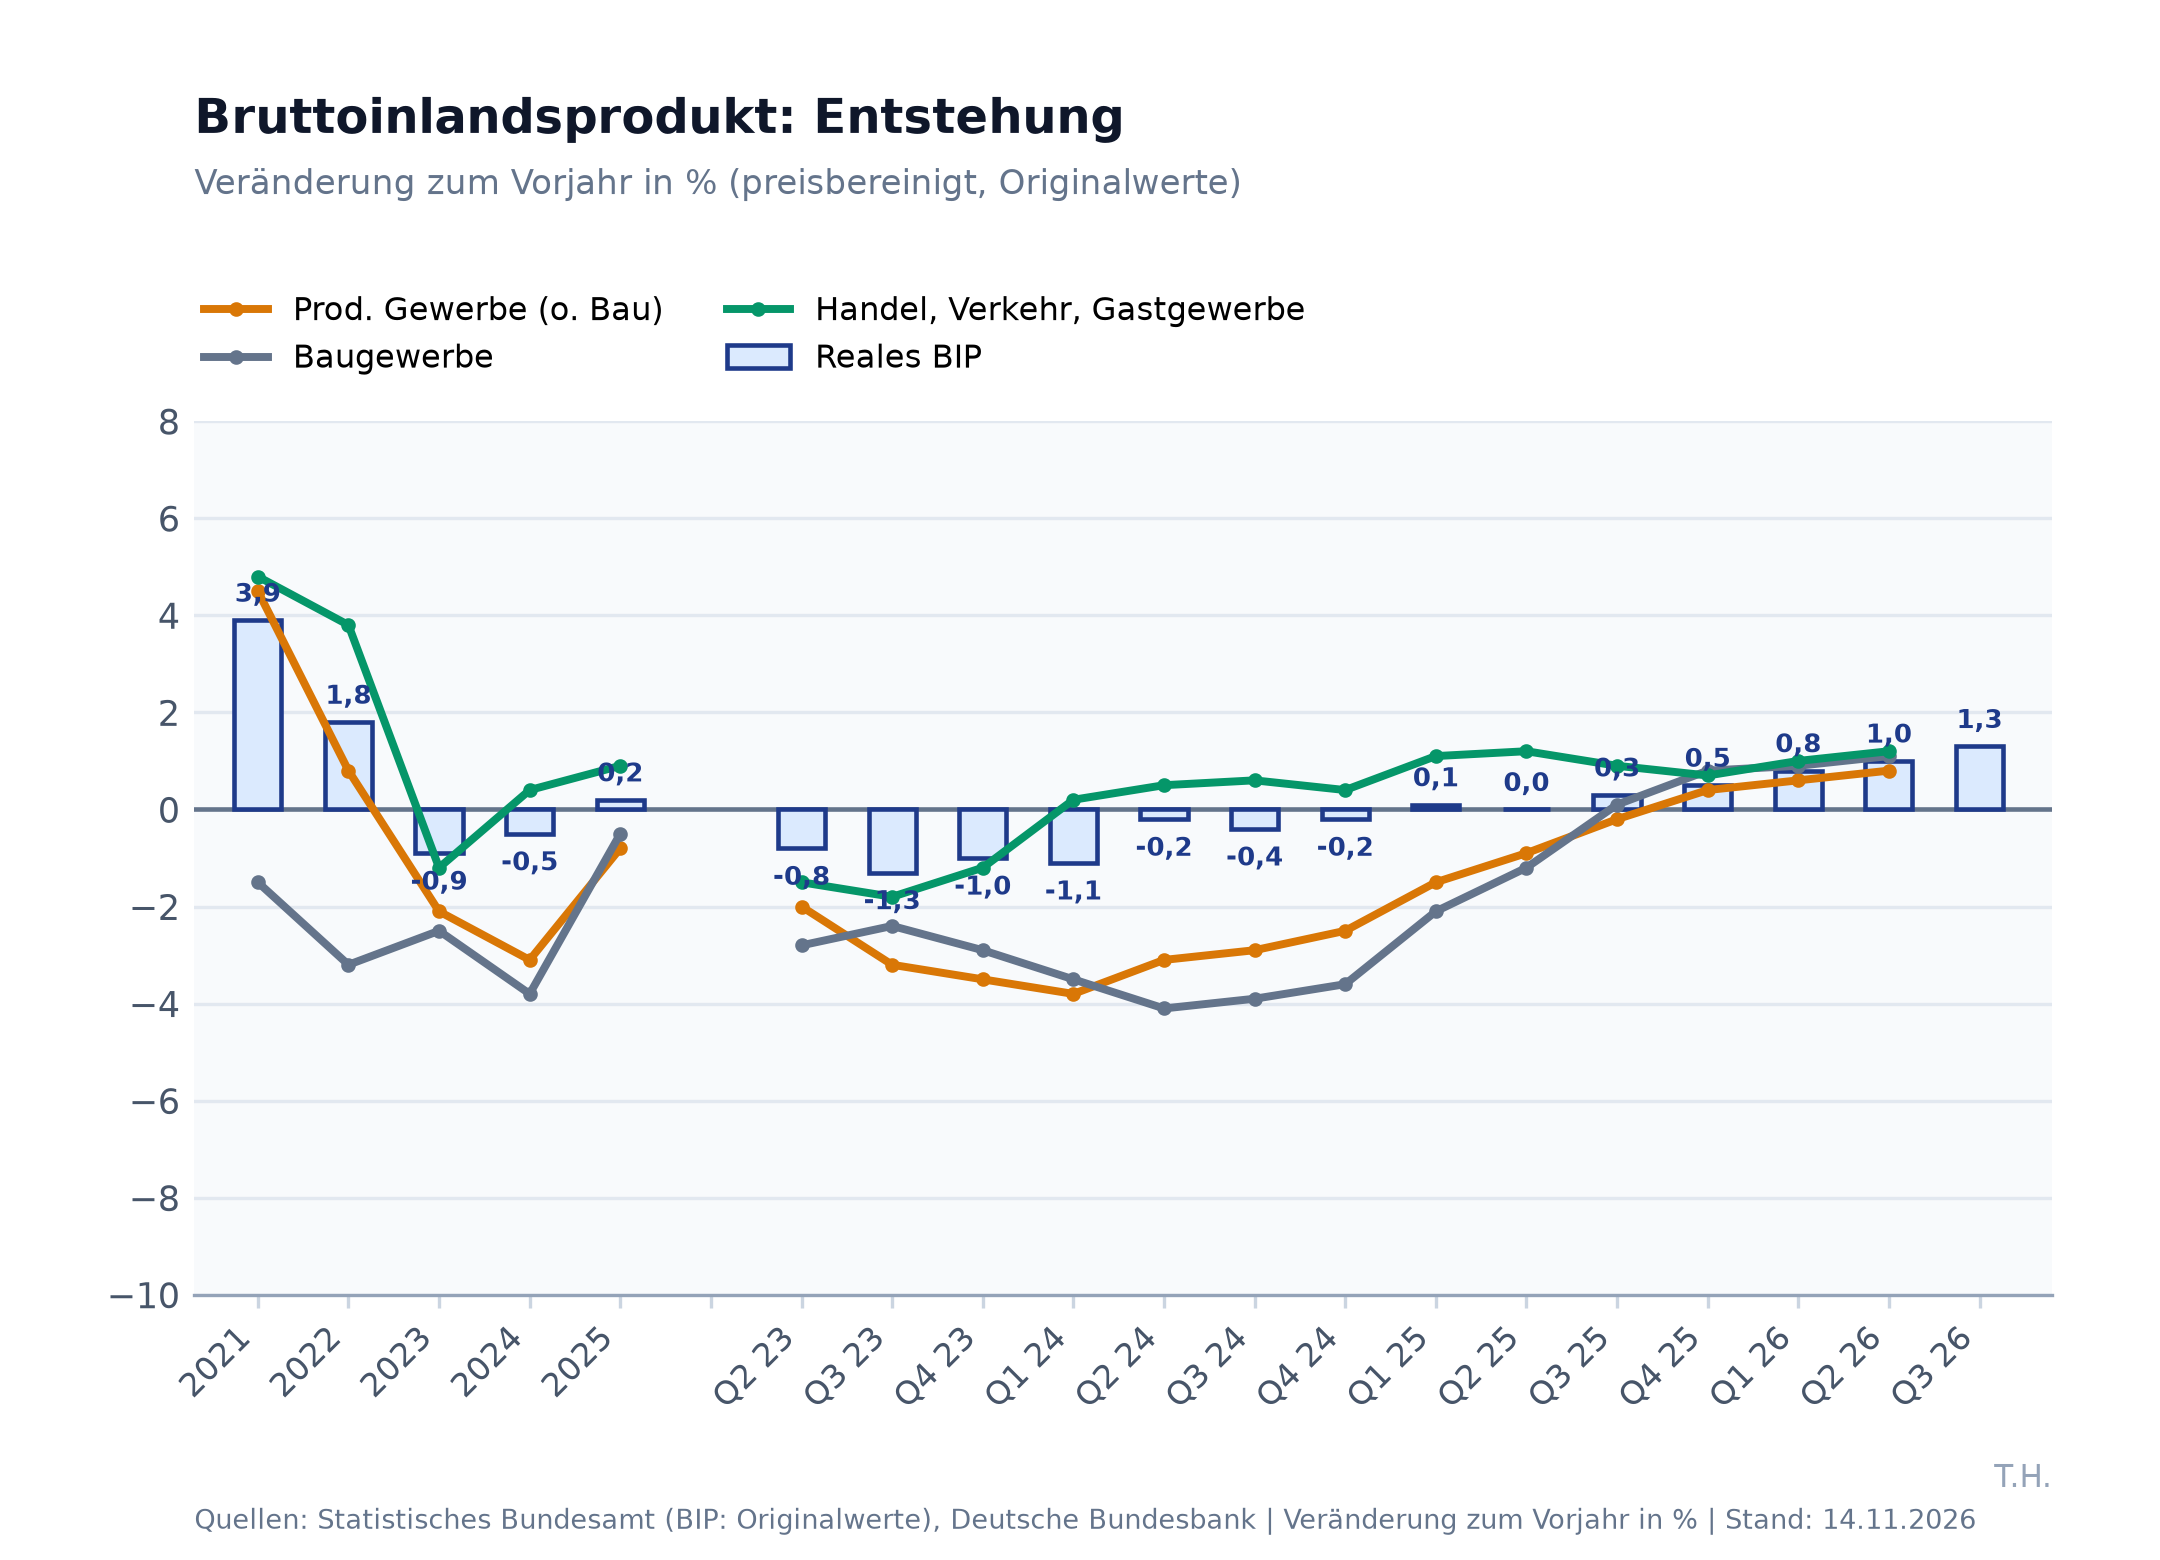 Bruttoinlandsprodukt: Entstehung
Veränderung zum Vorjahr in % (preisbereinigt, Originalwerte)
Prod. Gewerbe (o. Bau)
Handel, Verkehr, Gastgewerbe
Baugewerbe
Reales BIP
8
6
4
2
0
−2
−4
−6
−8
−10
3,9
1,8
-0,9
-0,5
0,2
-0,8
-1,3
-1,0
-1,1
-0,2
-0,4
-0,2
0,1
0,0
0,3
0,5
0,8
1,0
1,3
2021
2022
2023
2024
2025
Q2 23
Q3 23
Q4 23
Q1 24
Q2 24
Q3 24
Q4 24
Q1 25
Q2 25
Q3 25
Q4 25
Q1 26
Q2 26
Q3 26
T.H.
Quellen: Statistisches Bundesamt (BIP: Originalwerte), Deutsche Bundesbank | Veränderung zum Vorjahr in % | Stand: 14.11.2026